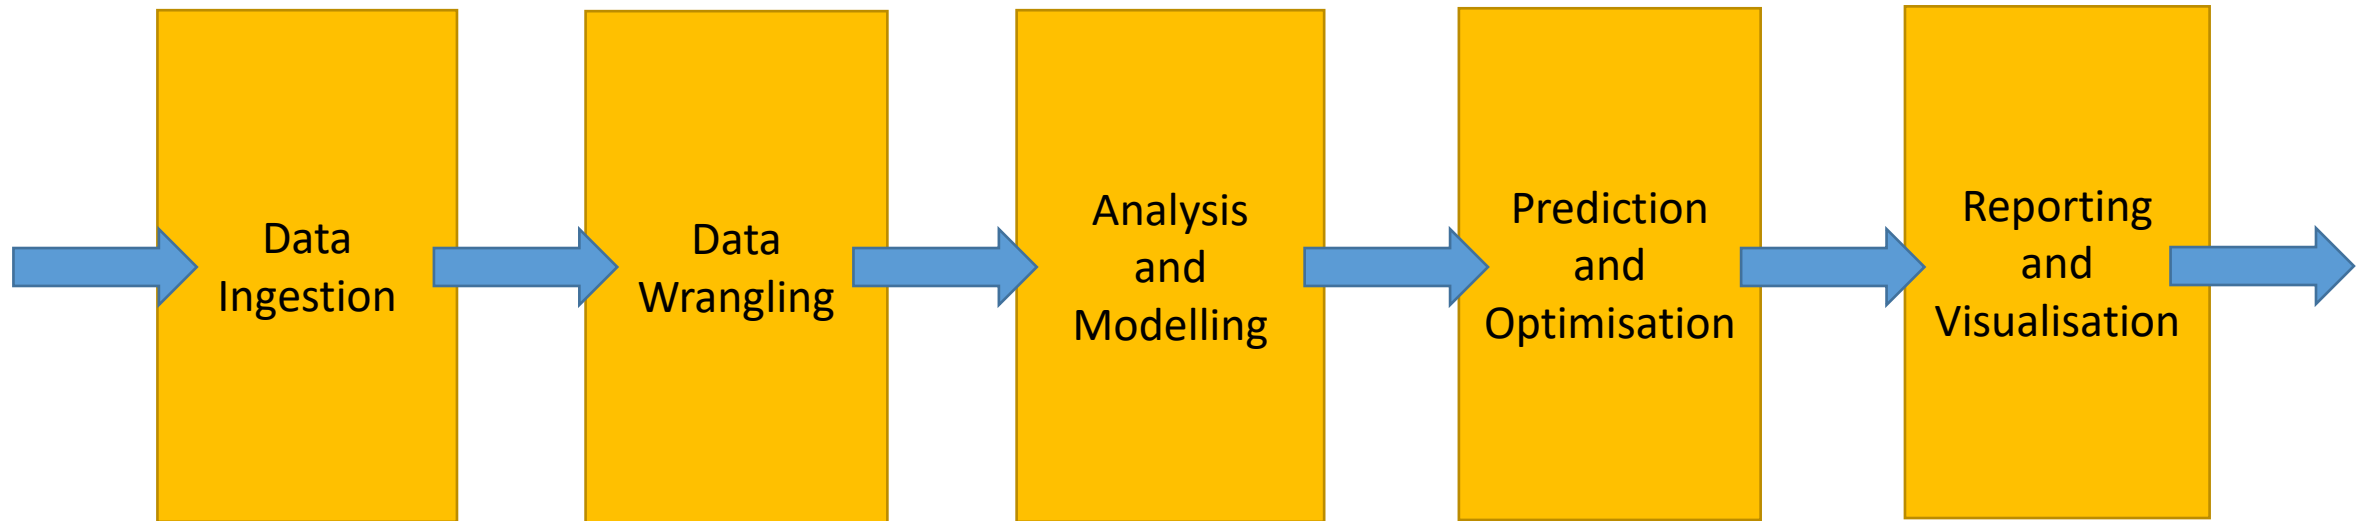 Data
Ingestion
Data
Wrangling
Analysis
and
Modelling
Prediction
and
Optimisation
Reporting
and
Visualisation